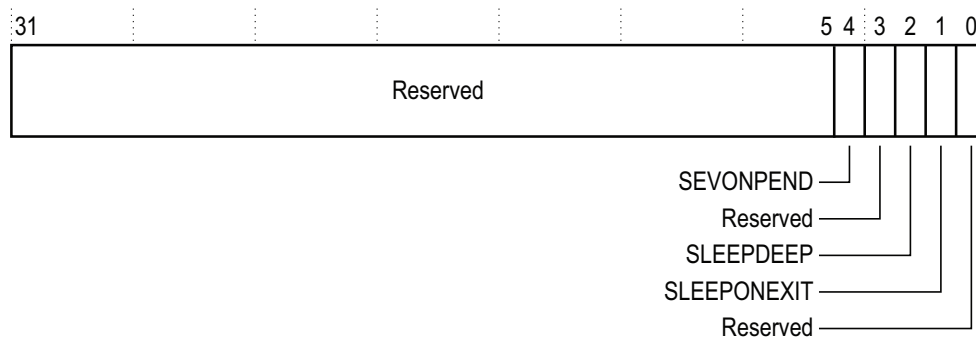 31 5 4 3 2 1 0
Reserved
SEVONPEND
Reserved
SLEEPDEEP
SLEEPONEXIT
Reserved